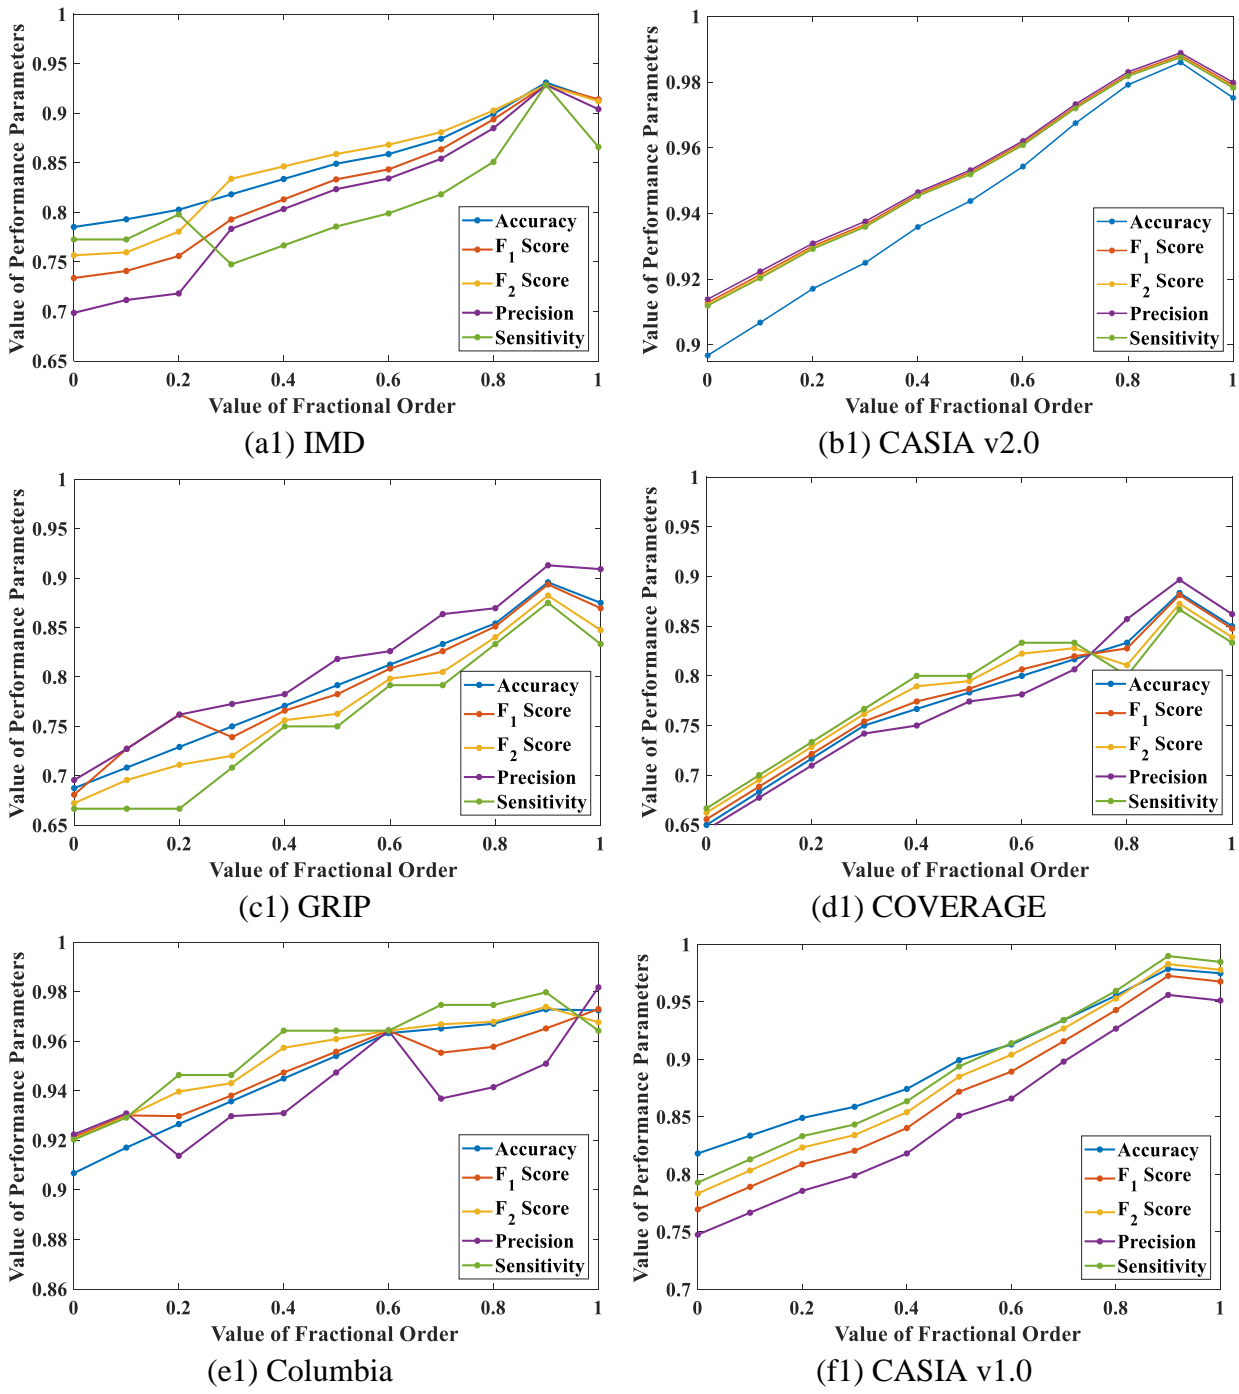 Value of Performance Parameters
1
0.95
0.9
0.85
0.8
0.75
0.7
0.65
0 0.2 0.4 0.6 0.8 1
Value of Fractional Order
Accuracy
F1 Score
F2 Score
Precision
Sensitivity
(a1) IMD
Value of Performance Parameters
1
0.98
0.96
0.94
0.92
0.9
0 0.2 0.4 0.6 0.8 1
Value of Fractional Order
Accuracy
F1 Score
F2 Score
Precision
Sensitivity
(b1) CASIA v2.0
Value of Performance Parameters
1
0.95
0.9
0.85
0.8
0.75
0.7
0.65
0 0.2 0.4 0.6 0.8 1
Value of Fractional Order
Accuracy
F1 Score
F2 Score
Precision
Sensitivity
(c1) GRIP
Value of Performance Parameters
1
0.95
0.9
0.85
0.8
0.75
0.7
0.65
0 0.2 0.4 0.6 0.8 1
Value of Fractional Order
Accuracy
F1 Score
F2 Score
Precision
Sensitivity
(d1) COVERAGE
Value of Performance Parameters
1
0.98
0.96
0.94
0.92
0.9
0.88
0.86
0 0.2 0.4 0.6 0.8 1
Value of Fractional Order
Accuracy
F1 Score
F2 Score
Precision
Sensitivity
(e1) Columbia
Value of Performance Parameters
1
0.95
0.9
0.85
0.8
0.75
0.7
0 0.2 0.4 0.6 0.8 1
Value of Fractional Order
Accuracy
F1 Score
F2 Score
Precision
Sensitivity
(f1) CASIA v1.0